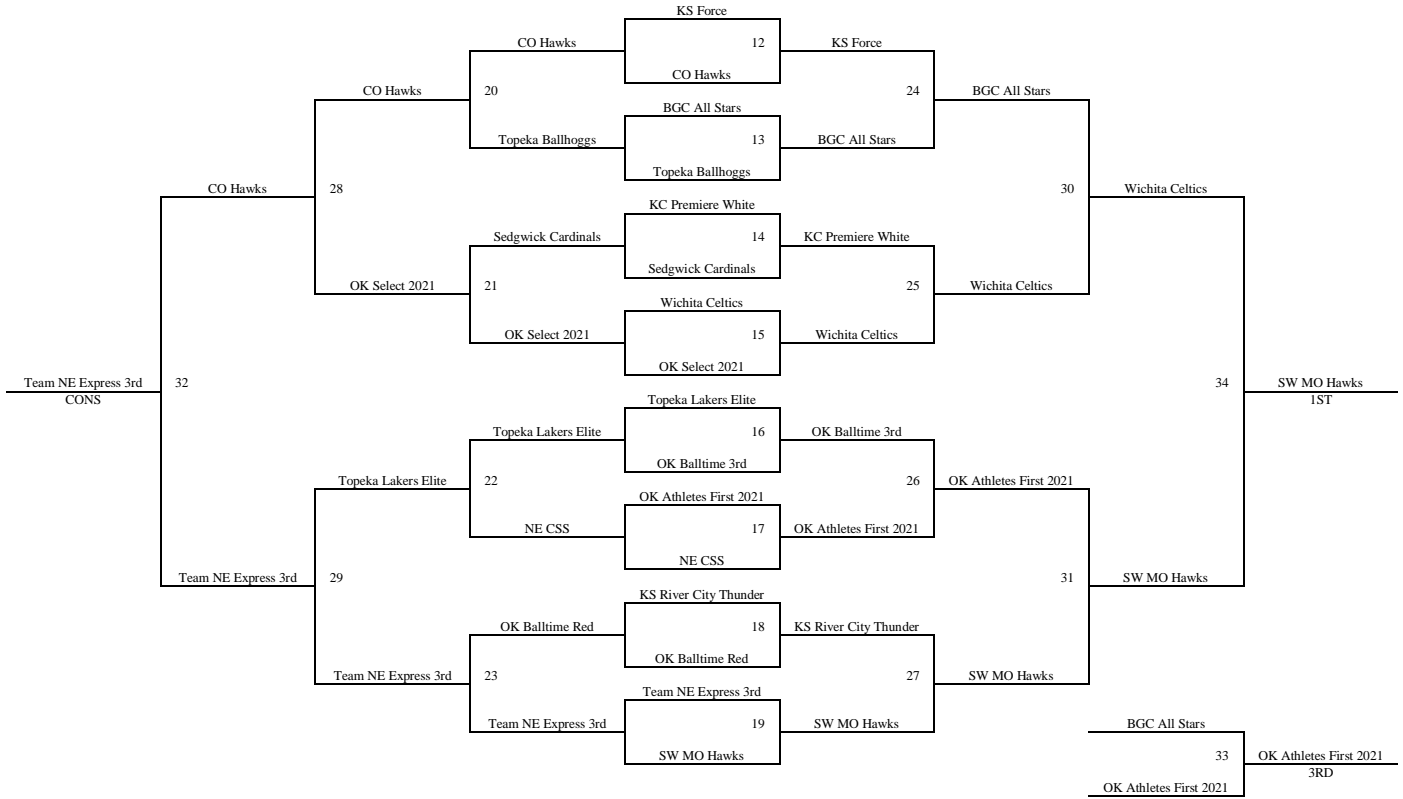 KS Force
CO Hawks 12 KS Force
CO Hawks
CO Hawks 20 24 BGC All Stars
BGC All Stars
Topeka Ballhoggs 13 BGC All Stars
Topeka Ballhoggs
CO Hawks 28 30 Wichita Celtics
KC Premiere White
Sedgwick Cardinals 14 KC Premiere White
Sedgwick Cardinals
OK Select 2021 21 25 Wichita Celtics
Wichita Celtics
OK Select 2021 15 Wichita Celtics
OK Select 2021
Team NE Express 3rd 32 34 SW MO Hawks
CONS 1ST
Topeka Lakers Elite
Topeka Lakers Elite 16 OK Balltime 3rd
OK Balltime 3rd
Topeka Lakers Elite 22 26 OK Athletes First 2021
OK Athletes First 2021
NE CSS 17 OK Athletes First 2021
NE CSS
Team NE Express 3rd 29 31 SW MO Hawks
KS River City Thunder
OK Balltime Red 18 KS River City Thunder
OK Balltime Red
Team NE Express 3rd 23 27 SW MO Hawks
Team NE Express 3rd
Team NE Express 3rd 19 SW MO Hawks BGC All Stars
SW MO Hawks 33 OK Athletes First 2021
3RD
OK Athletes First 2021